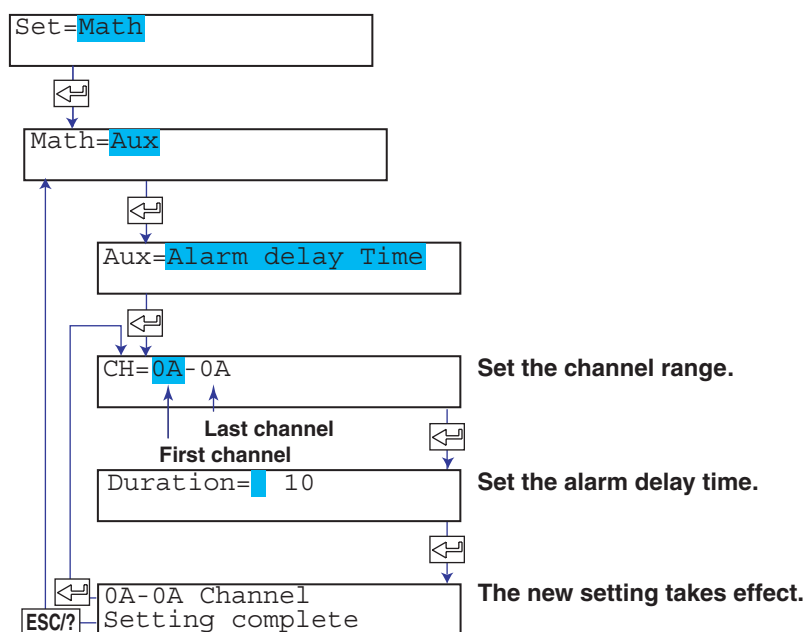 Set=Math
Math=Aux
Aux=Alarm delay Time
CH=0A-0A
Set the channel range.
Last channel
First channel
Duration= 10
Set the alarm delay time.
0A-0A Channel
The new setting takes effect.
ESC/?
Setting complete